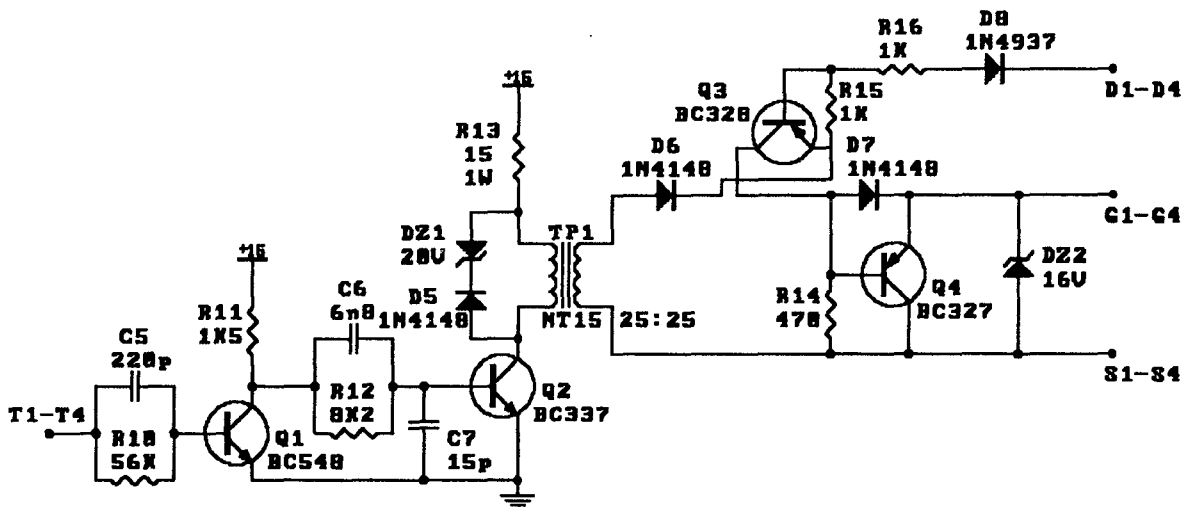 R16
1K
D8
1N4937
D1-D4
+15
Q3
BC328
R15
1K
R13
15
1W
D6
1N4148
D7
1N4148
G1-G4
DZ1
20V
TP1
+15
DZ2
16V
C6
6n8
D5
1N4148
R14
470
Q4
BC327
R11
1K5
NT15
25:25
C5
220p
S1-S4
T1-T4
R12
8K2
Q2
BC337
R10
56K
Q1
BC548
C7
15p